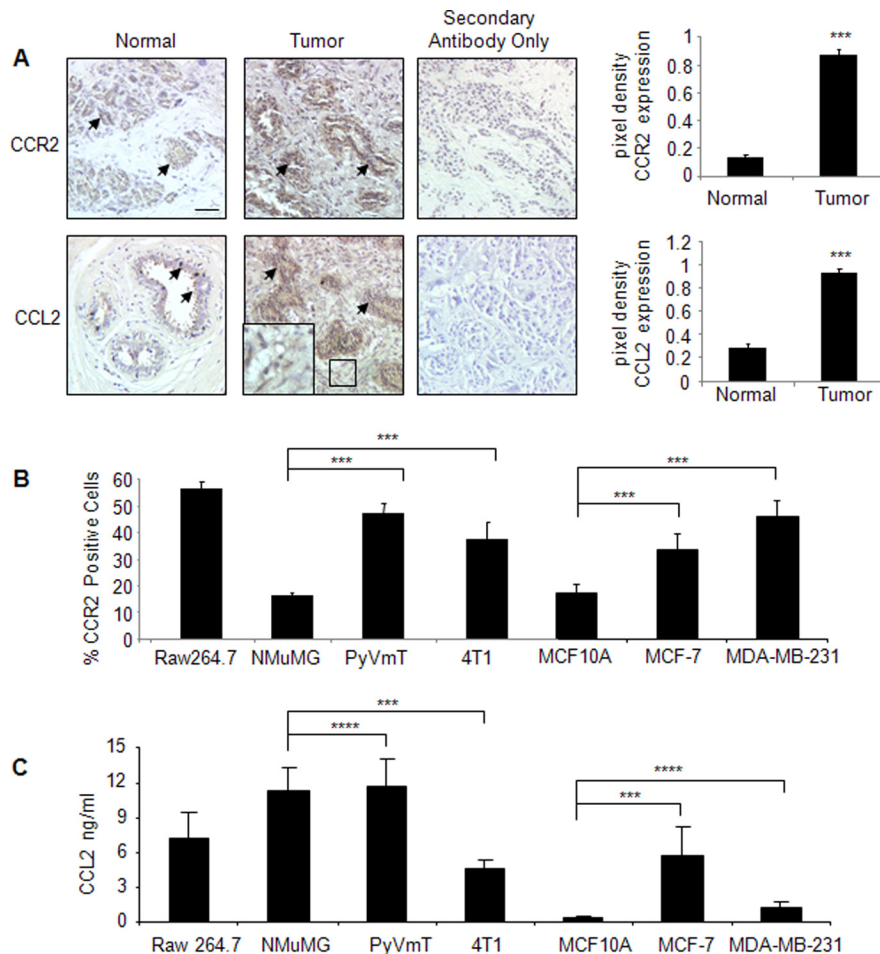 Normal
Tumor
Secondary
Antibody Only
A
CCR2
CCL2
pixel density
CCR2 expression
1
0.8
0.6
0.4
0.2
0
***
Normal
Tumor
pixel density
CCL2 expression
1.2
1
0.8
0.6
0.4
0.2
0
***
Normal
Tumor
B
% CCR2 Positive Cells
60
50
40
30
20
10
0
***
***
***
***
Raw264.7
NMuMG
PyVmT
4T1
MCF10A
MCF-7
MDA-MB-231
C
CCL2 ng/ml
15
12
9
6
3
0
***
****
****
***
Raw 264.7
NMuMG
PyVmT
4T1
MCF10A
MCF-7
MDA-MB-231